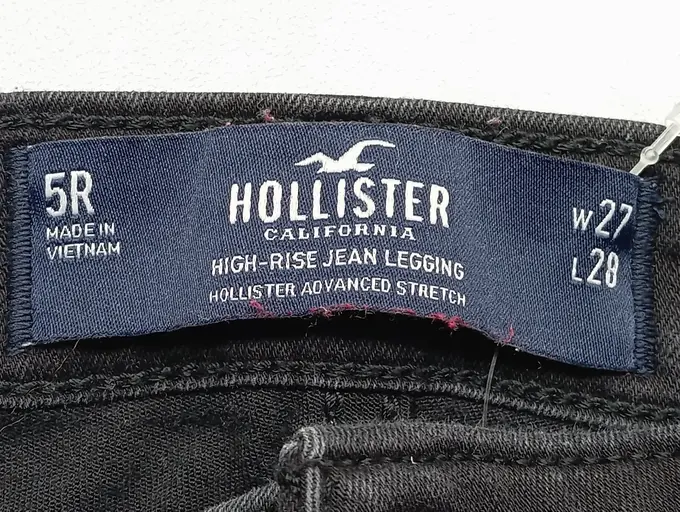 5R
MADE IN
VIETNAM
HOLLISTER
CALIFORNIA
HIGH-RISE JEAN LEGGING
HOLLISTER ADVANCED STRETCH
W27
L28